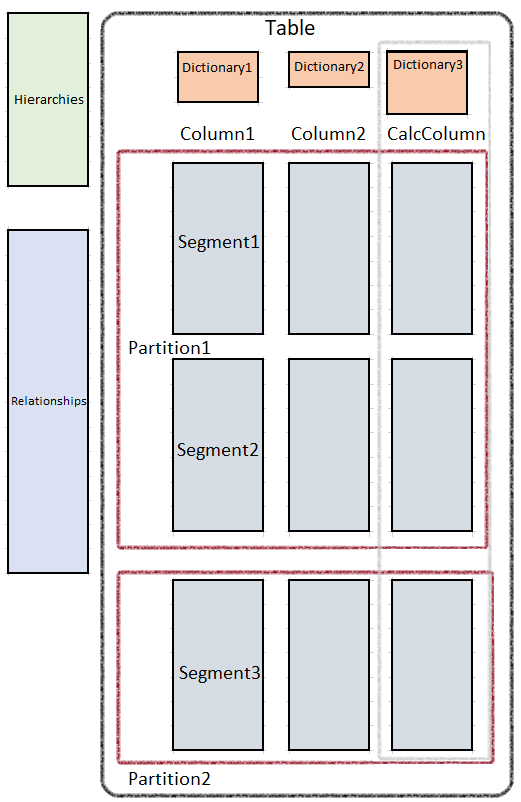 Table
Hierarchies
Dictionary1
Dictionary2
Dictionary3
Column1
Column2
CalcColumn
Segment1
Partition1
Relationships
Segment2
Segment3
Partition2